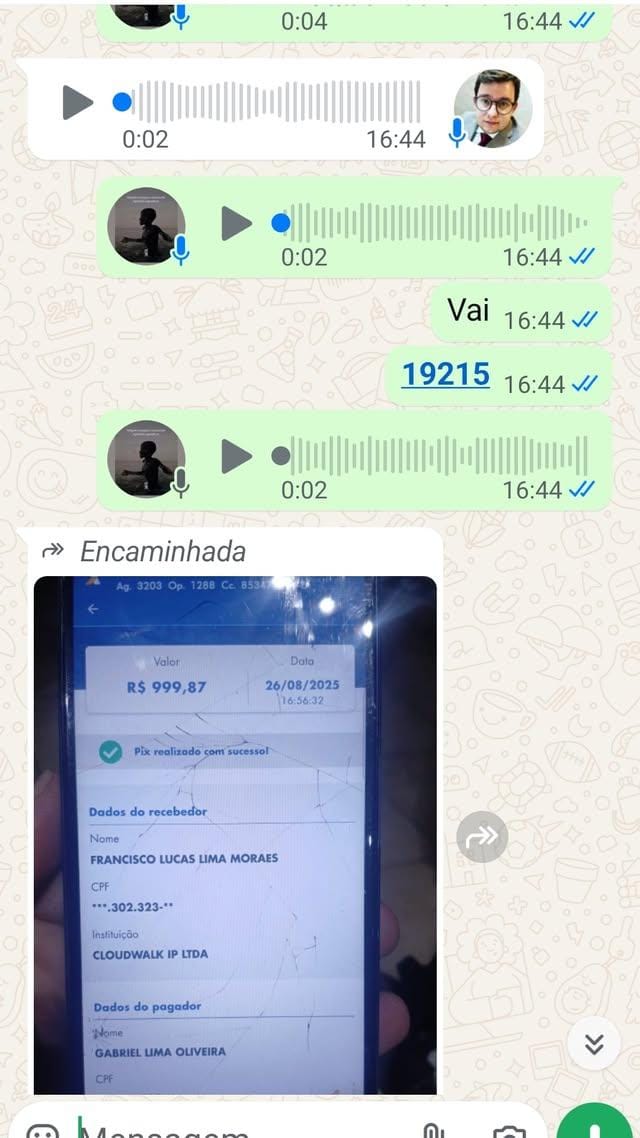 0:04 16:44
0:02 16:44
0:02 16:44
Vai 16:44
19215 16:44
0:02 16:44
Encaminhada
Ag. 3203 Op. 1288 Cc.
Valor Data
R$ 999,87 26/08/2025
16:56:32
Pix realizado com sucesso!
Dados do recebedor
Nome
FRANCISCO LUCAS LIMA MORAES
CPF
***.302.323-**
Instituição
CLOUDWALK IP LTDA
Dados do pagador
Nome
GABRIEL LIMA OLIVEIRA
CPF
Mensagem